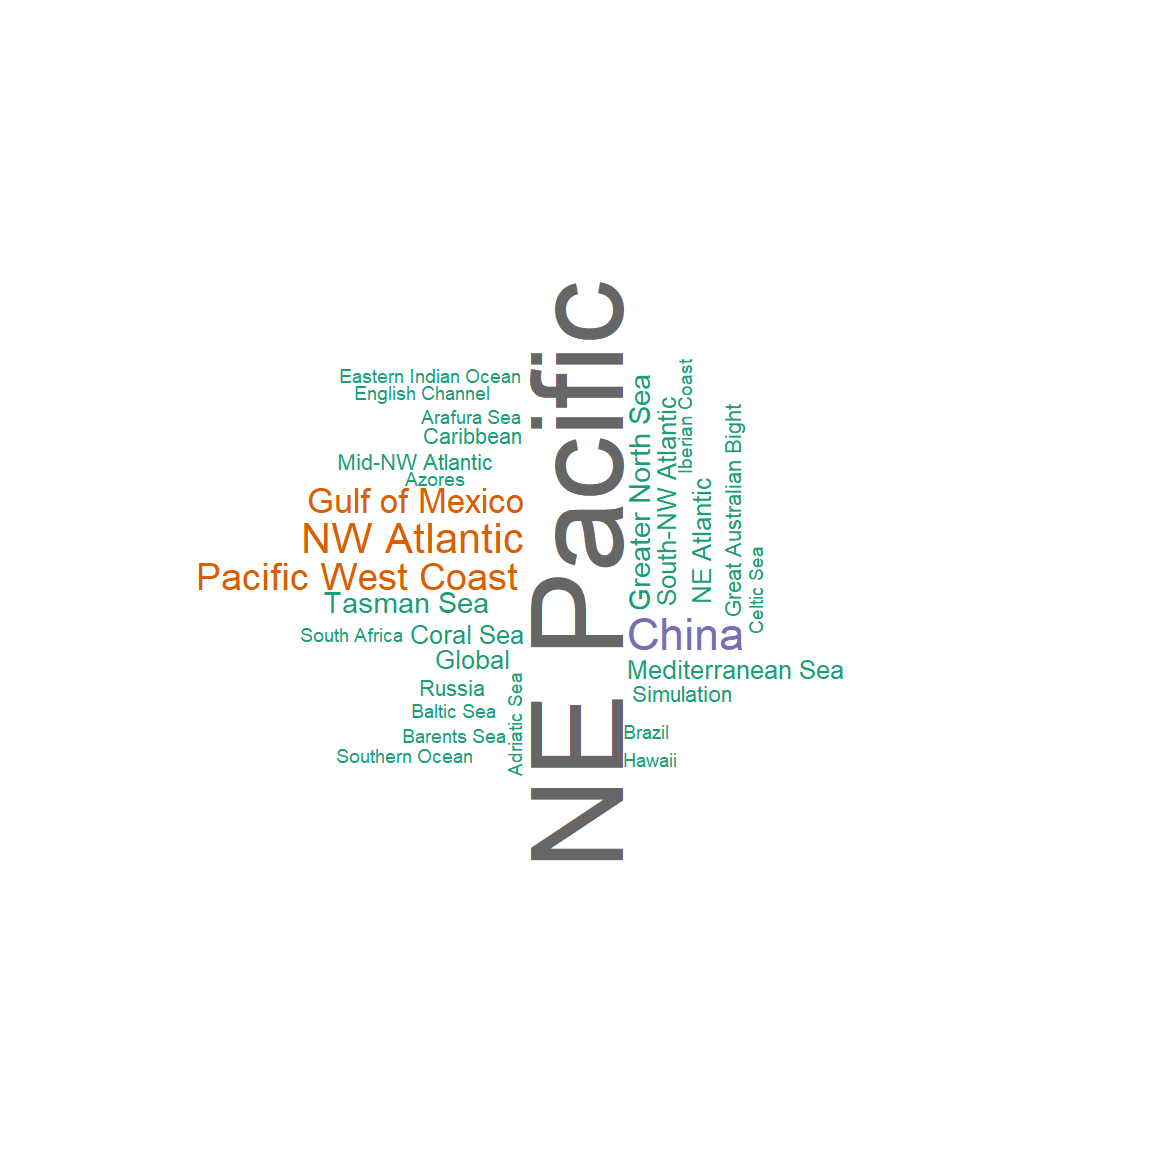 Eastern Indian Ocean
English Channel
Arafura Sea
Caribbean
Mid-NW Atlantic
Azores
Gulf of Mexico
NW Atlantic
Pacific West Coast
Tasman Sea
South Africa
Coral Sea
Global
Russia
Baltic Sea
Barents Sea
Southern Ocean
Adriatic Sea
NE Pacific
Greater North Sea
South-NW Atlantic
Iberian Coast
NE Atlantic
Great Australian Bight
Celtic Sea
China
Mediterranean Sea
Simulation
Brazil
Hawaii